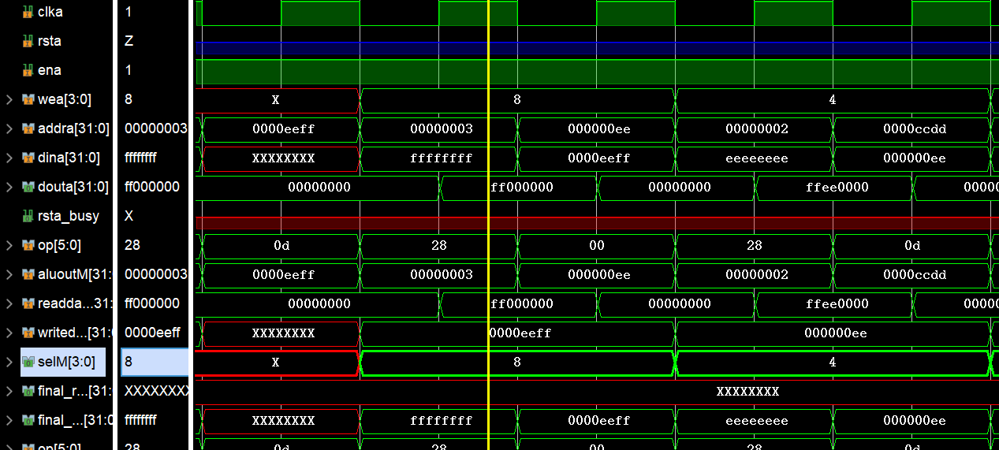 clka 1
rsta Z
ena 1
wea[3:0] 8 X 8 4
addra[31:0] 00000003 0000eeff 00000003 000000ee 00000002 0000ccdd
dina[31:0] ffffffff XXXXXXXX ffffffff 0000eeff eeeeeeee 000000ee
douta[31:0] ff000000 00000000 ff000000 00000000 ffee0000 00000
rsta_busy X
op[5:0] 28 0d 28 00 28 0d
aluoutM[31: 00000003 0000eeff 00000003 000000ee 00000002 0000ccdd
readda...31: ff000000 00000000 ff000000 00000000 ffee0000 00000
writed...[31:0 0000eeff XXXXXXXX 0000eeff 000000ee
selM[3:0] 8 X 8 4
final_r...[31: XXXXXXXX XXXXXXXX
final_...[31:0 ffffffff XXXXXXXX ffffffff 0000eeff eeeeeeee 000000ee
op[5:0] 28 0d 28 00 28 0d